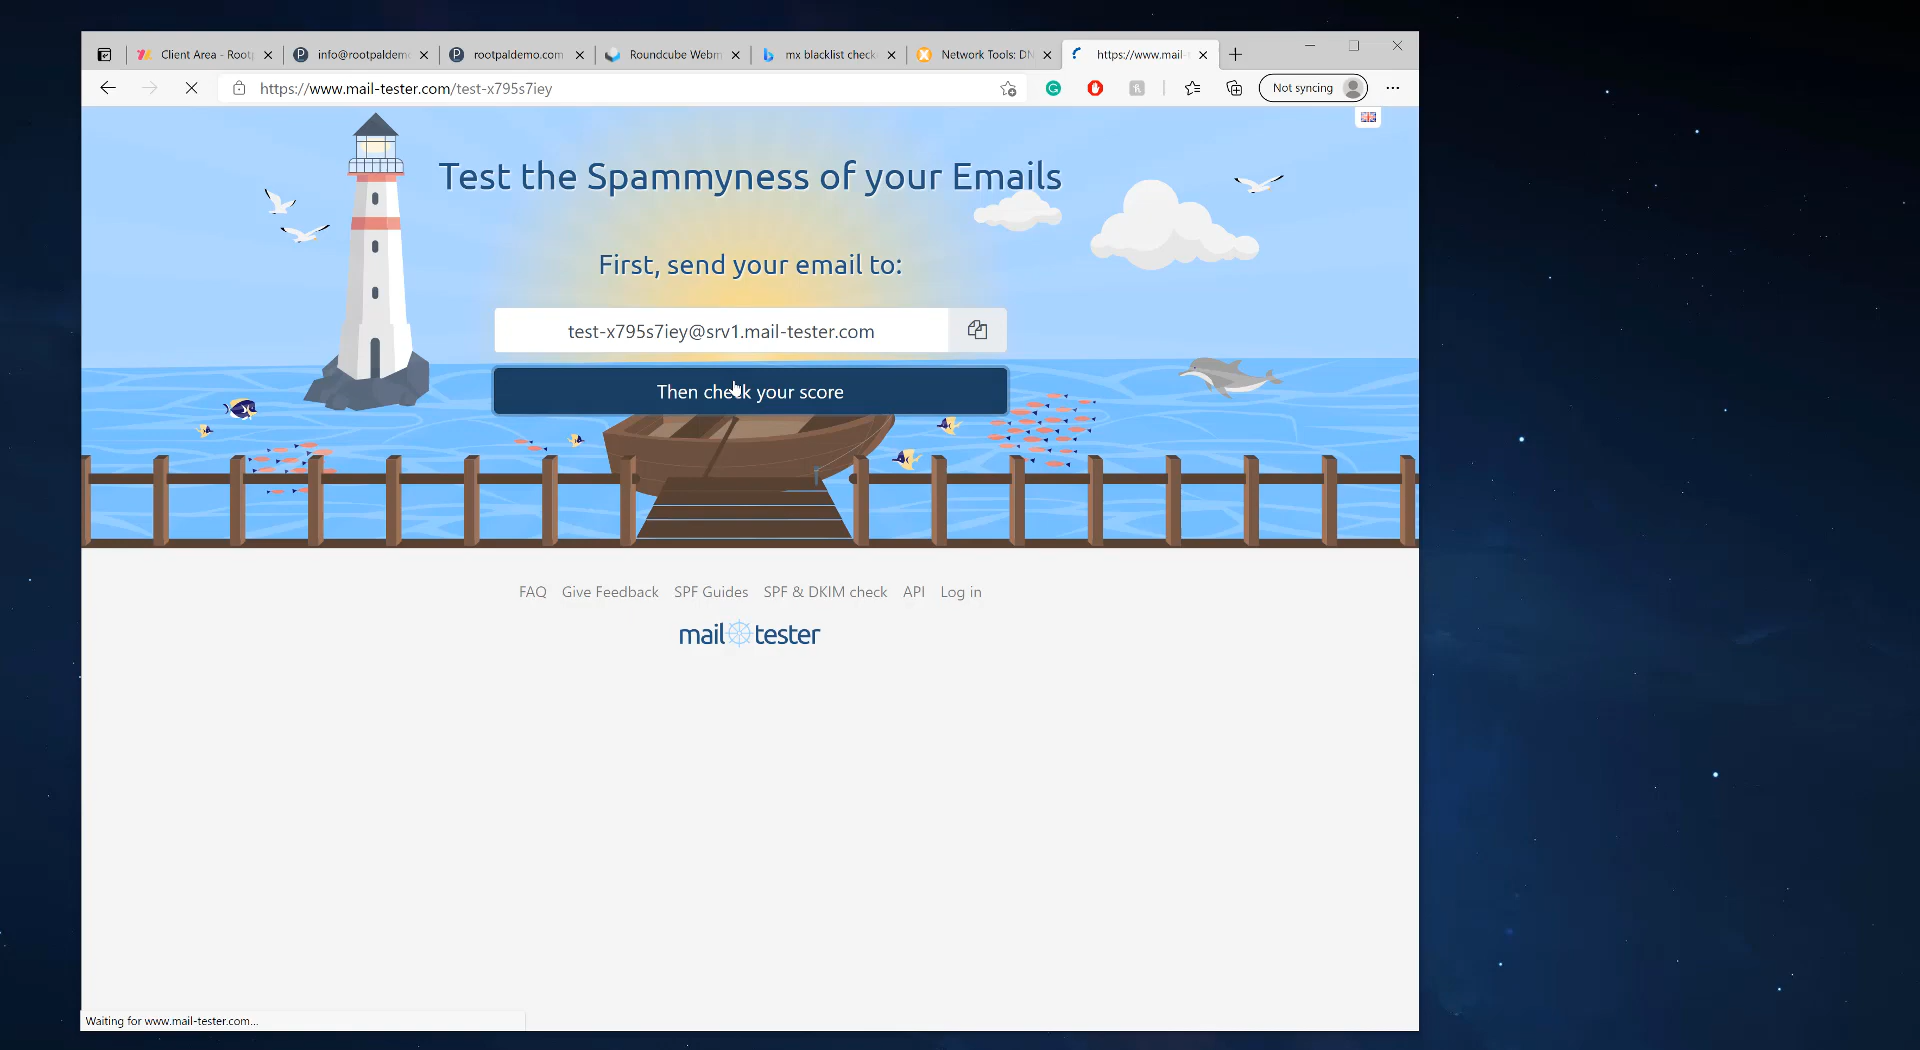 Client Area - Root
info@rootpaldem
rootpaldemo.com
Roundcube Webm
mx blacklist check
Network Tools: DN
https://www.mail-
https://www.mail-tester.com/test-x795s7iey
Not syncing
Test the Spammyness of your Emails
First, send your email to:
test-x795s7iey@srv1.mail-tester.com
Then check your score
FAQ Give Feedback SPF Guides SPF & DKIM check API Log in
mail tester
Waiting for www.mail-tester.com...